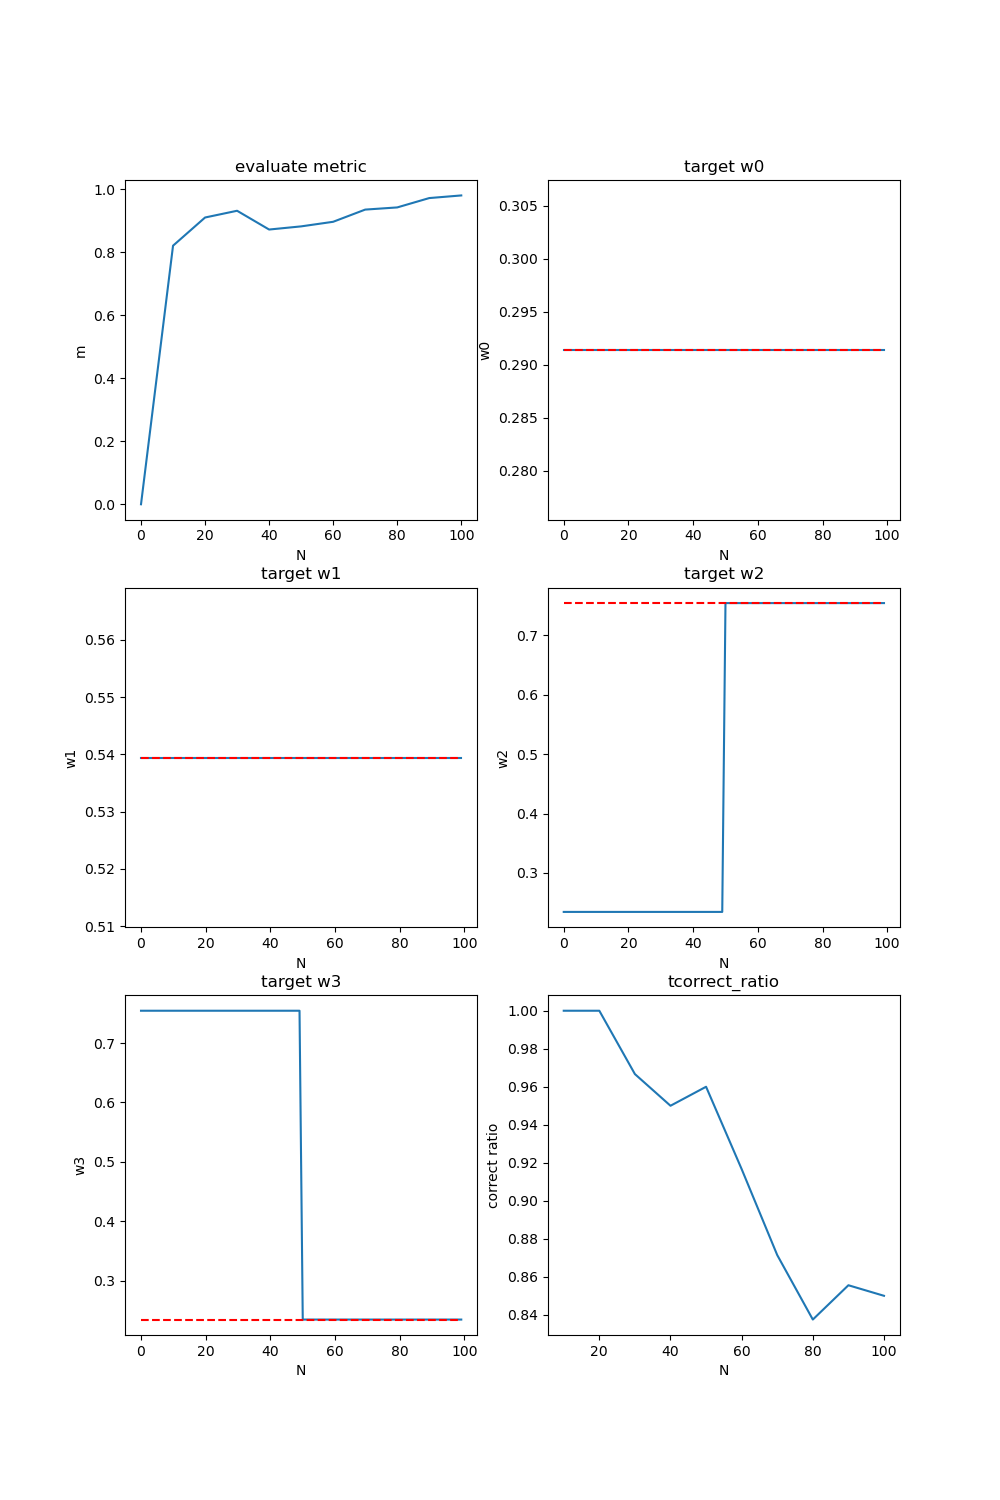 evaluate metric
1.0
0.8
0.6
0.4
0.2
0.0
m
0 20 40 60 80 100
N
target w0
0.305
0.300
0.295
0.290
0.285
0.280
w0
0 20 40 60 80 100
N
target w1
0.56
0.55
0.54
0.53
0.52
0.51
w1
0 20 40 60 80 100
N
target w2
0.7
0.6
0.5
0.4
0.3
w2
0 20 40 60 80 100
N
target w3
0.7
0.6
0.5
0.4
0.3
w3
0 20 40 60 80 100
N
tcorrect_ratio
1.00
0.98
0.96
0.94
0.92
0.90
0.88
0.86
0.84
correct ratio
20 40 60 80 100
N